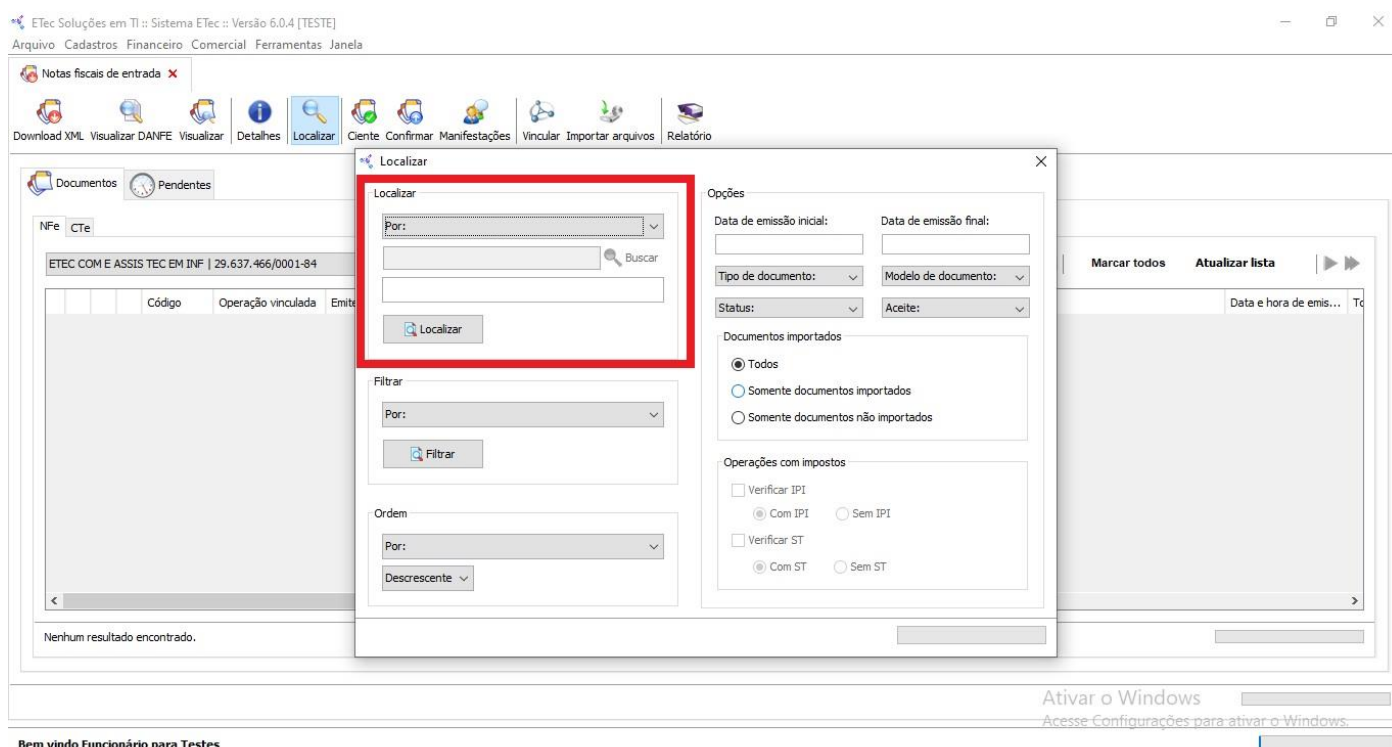 ETec Soluções em TI :: Sistema ETec :: Versão 6.0.4 [TESTE]
Arquivo Cadastros Financeiro Comercial Ferramentas Janela
Notas fiscais de entrada
Download XML Visualizar DANFE Visualizar Detalhes Localizar Ciente Confirmar Manifestações Vincular Importar arquivos Relatório
Documentos Pendentes
NFe CTe
ETEC COM E ASSIS TEC EM INF | 29.637.466/0001-84
Marcar todos Atualizar lista
Código Operação vinculada Emite
Data e hora de emis... To
Nenhum resultado encontrado.
Localizar
Localizar
Por:
Buscar
Localizar
Filtrar
Por:
Filtrar
Ordem
Por:
Descrescente
Opções
Data de emissão inicial: Data de emissão final:
Tipo de documento: Modelo de documento:
Status: Aceite:
Documentos importados
Todos
Somente documentos importados
Somente documentos não importados
Operações com impostos
Verificar IPI
Com IPI Sem IPI
Verificar ST
Com ST Sem ST
Ativar o Windows
Acesse Configurações para ativar o Windows.
Bem vindo Funcionário para Testes